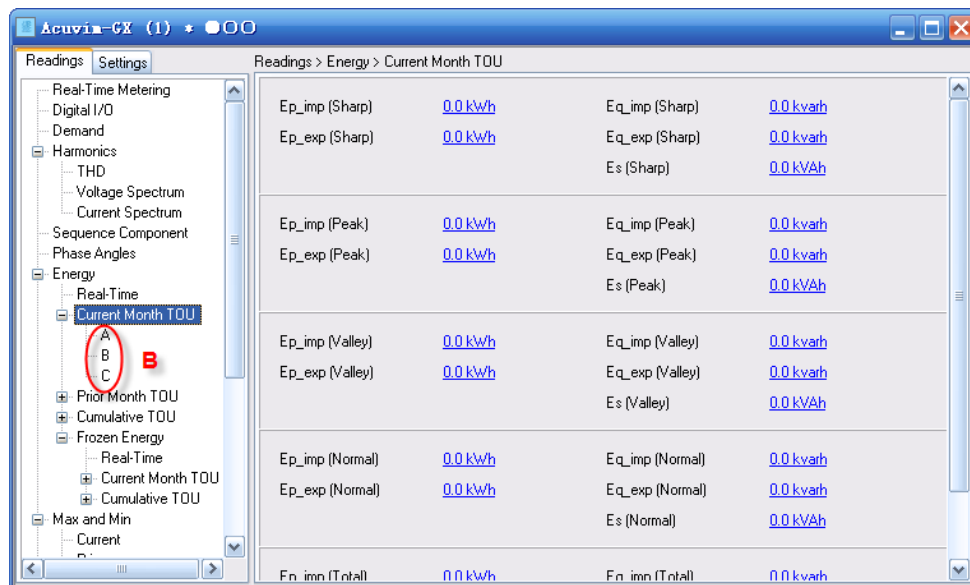 Acuvim-GX (1) *
Readings Settings
Readings > Energy > Current Month TOU
Real-Time Metering
Digital I/O
Demand
Harmonics
THD
Voltage Spectrum
Current Spectrum
Sequence Component
Phase Angles
Energy
Real-Time
Current Month TOU
A
B
C
B
Prior Month TOU
Cumulative TOU
Frozen Energy
Real-Time
Current Month TOU
Cumulative TOU
Max and Min
Current
Ep_imp (Sharp) 0.0 kWh Eq_imp (Sharp) 0.0 kvarh
Ep_exp (Sharp) 0.0 kWh Eq_exp (Sharp) 0.0 kvarh
Es (Sharp) 0.0 kVAh
Ep_imp (Peak) 0.0 kWh Eq_imp (Peak) 0.0 kvarh
Ep_exp (Peak) 0.0 kWh Eq_exp (Peak) 0.0 kvarh
Es (Peak) 0.0 kVAh
Ep_imp (Valley) 0.0 kWh Eq_imp (Valley) 0.0 kvarh
Ep_exp (Valley) 0.0 kWh Eq_exp (Valley) 0.0 kvarh
Es (Valley) 0.0 kVAh
Ep_imp (Normal) 0.0 kWh Eq_imp (Normal) 0.0 kvarh
Ep_exp (Normal) 0.0 kWh Eq_exp (Normal) 0.0 kvarh
Es (Normal) 0.0 kVAh
Ep_imp (Total) 0.0 kWh Eq_imp (Total) 0.0 kvarh